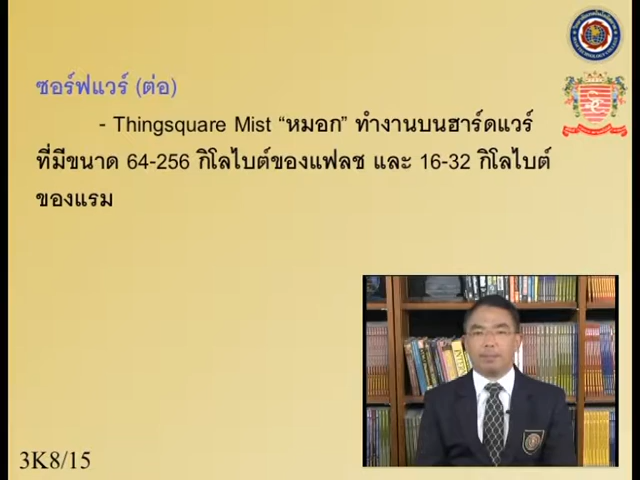 ซอร์ฟแวร์ (ต่อ)
- Thingsquare Mist “หมอก” ทำงานบนฮาร์ดแวร์
ที่มีขนาด 64-256 กิโลไบต์ของแฟลช และ 16-32 กิโลไบต์
ของแรม
3K8/15